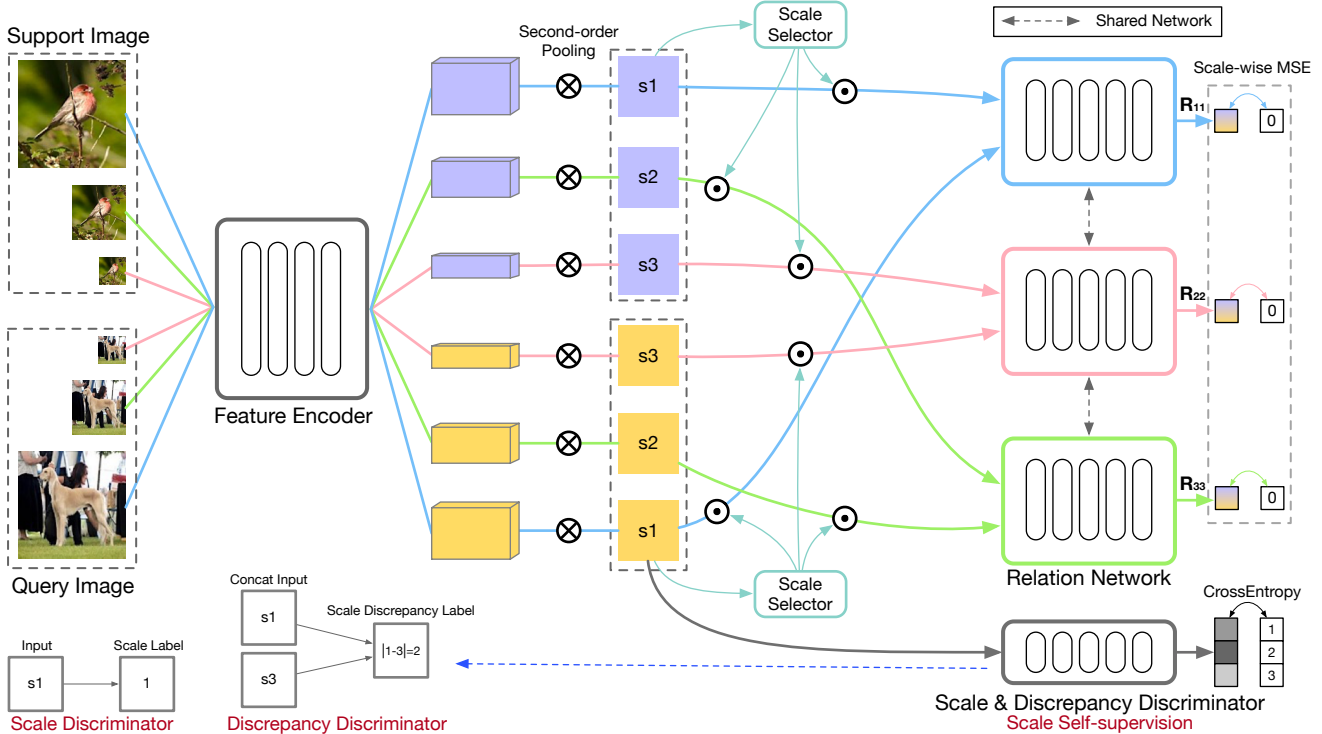 Support Image
Second-order
Pooling
Scale
Selector
Shared Network
Scale-wise MSE
s1
R11
0
s2
s3
R22
0
s3
Feature Encoder
s2
R33
0
s1
Query Image
Relation Network
Scale
Selector
Concat Input
s1
Scale Discrepancy Label
|1-3|=2
s3
CrossEntropy
1
2
3
Input
Scale Label
s1
1
Scale Discriminator
Discrepancy Discriminator
Scale & Discrepancy Discriminator
Scale Self-supervision